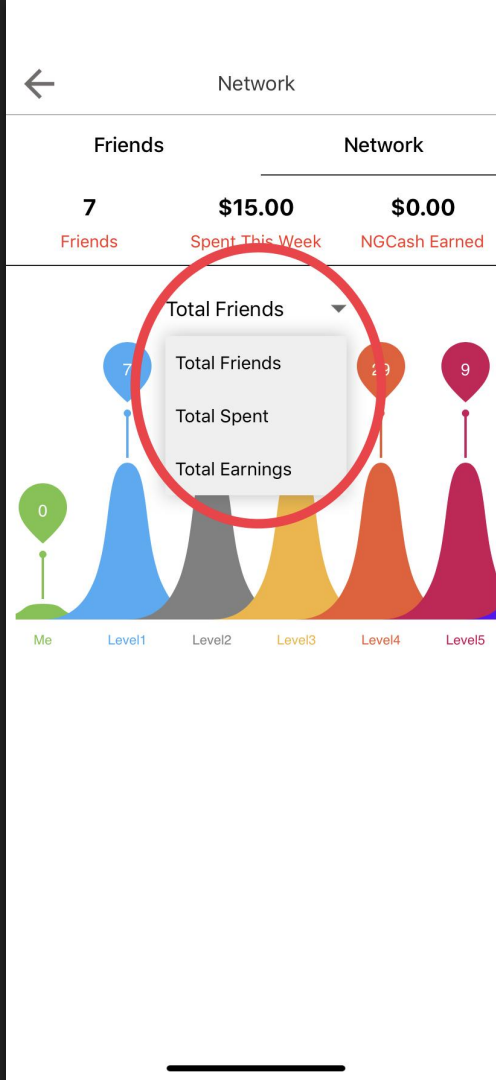 Network
Friends Network
7 $15.00 $0.00
Friends Spent This Week NGCash Earned
Total Friends
Total Friends
7 29 9
Total Spent
Total Earnings
0
Me Level1 Level2 Level3 Level4 Level5